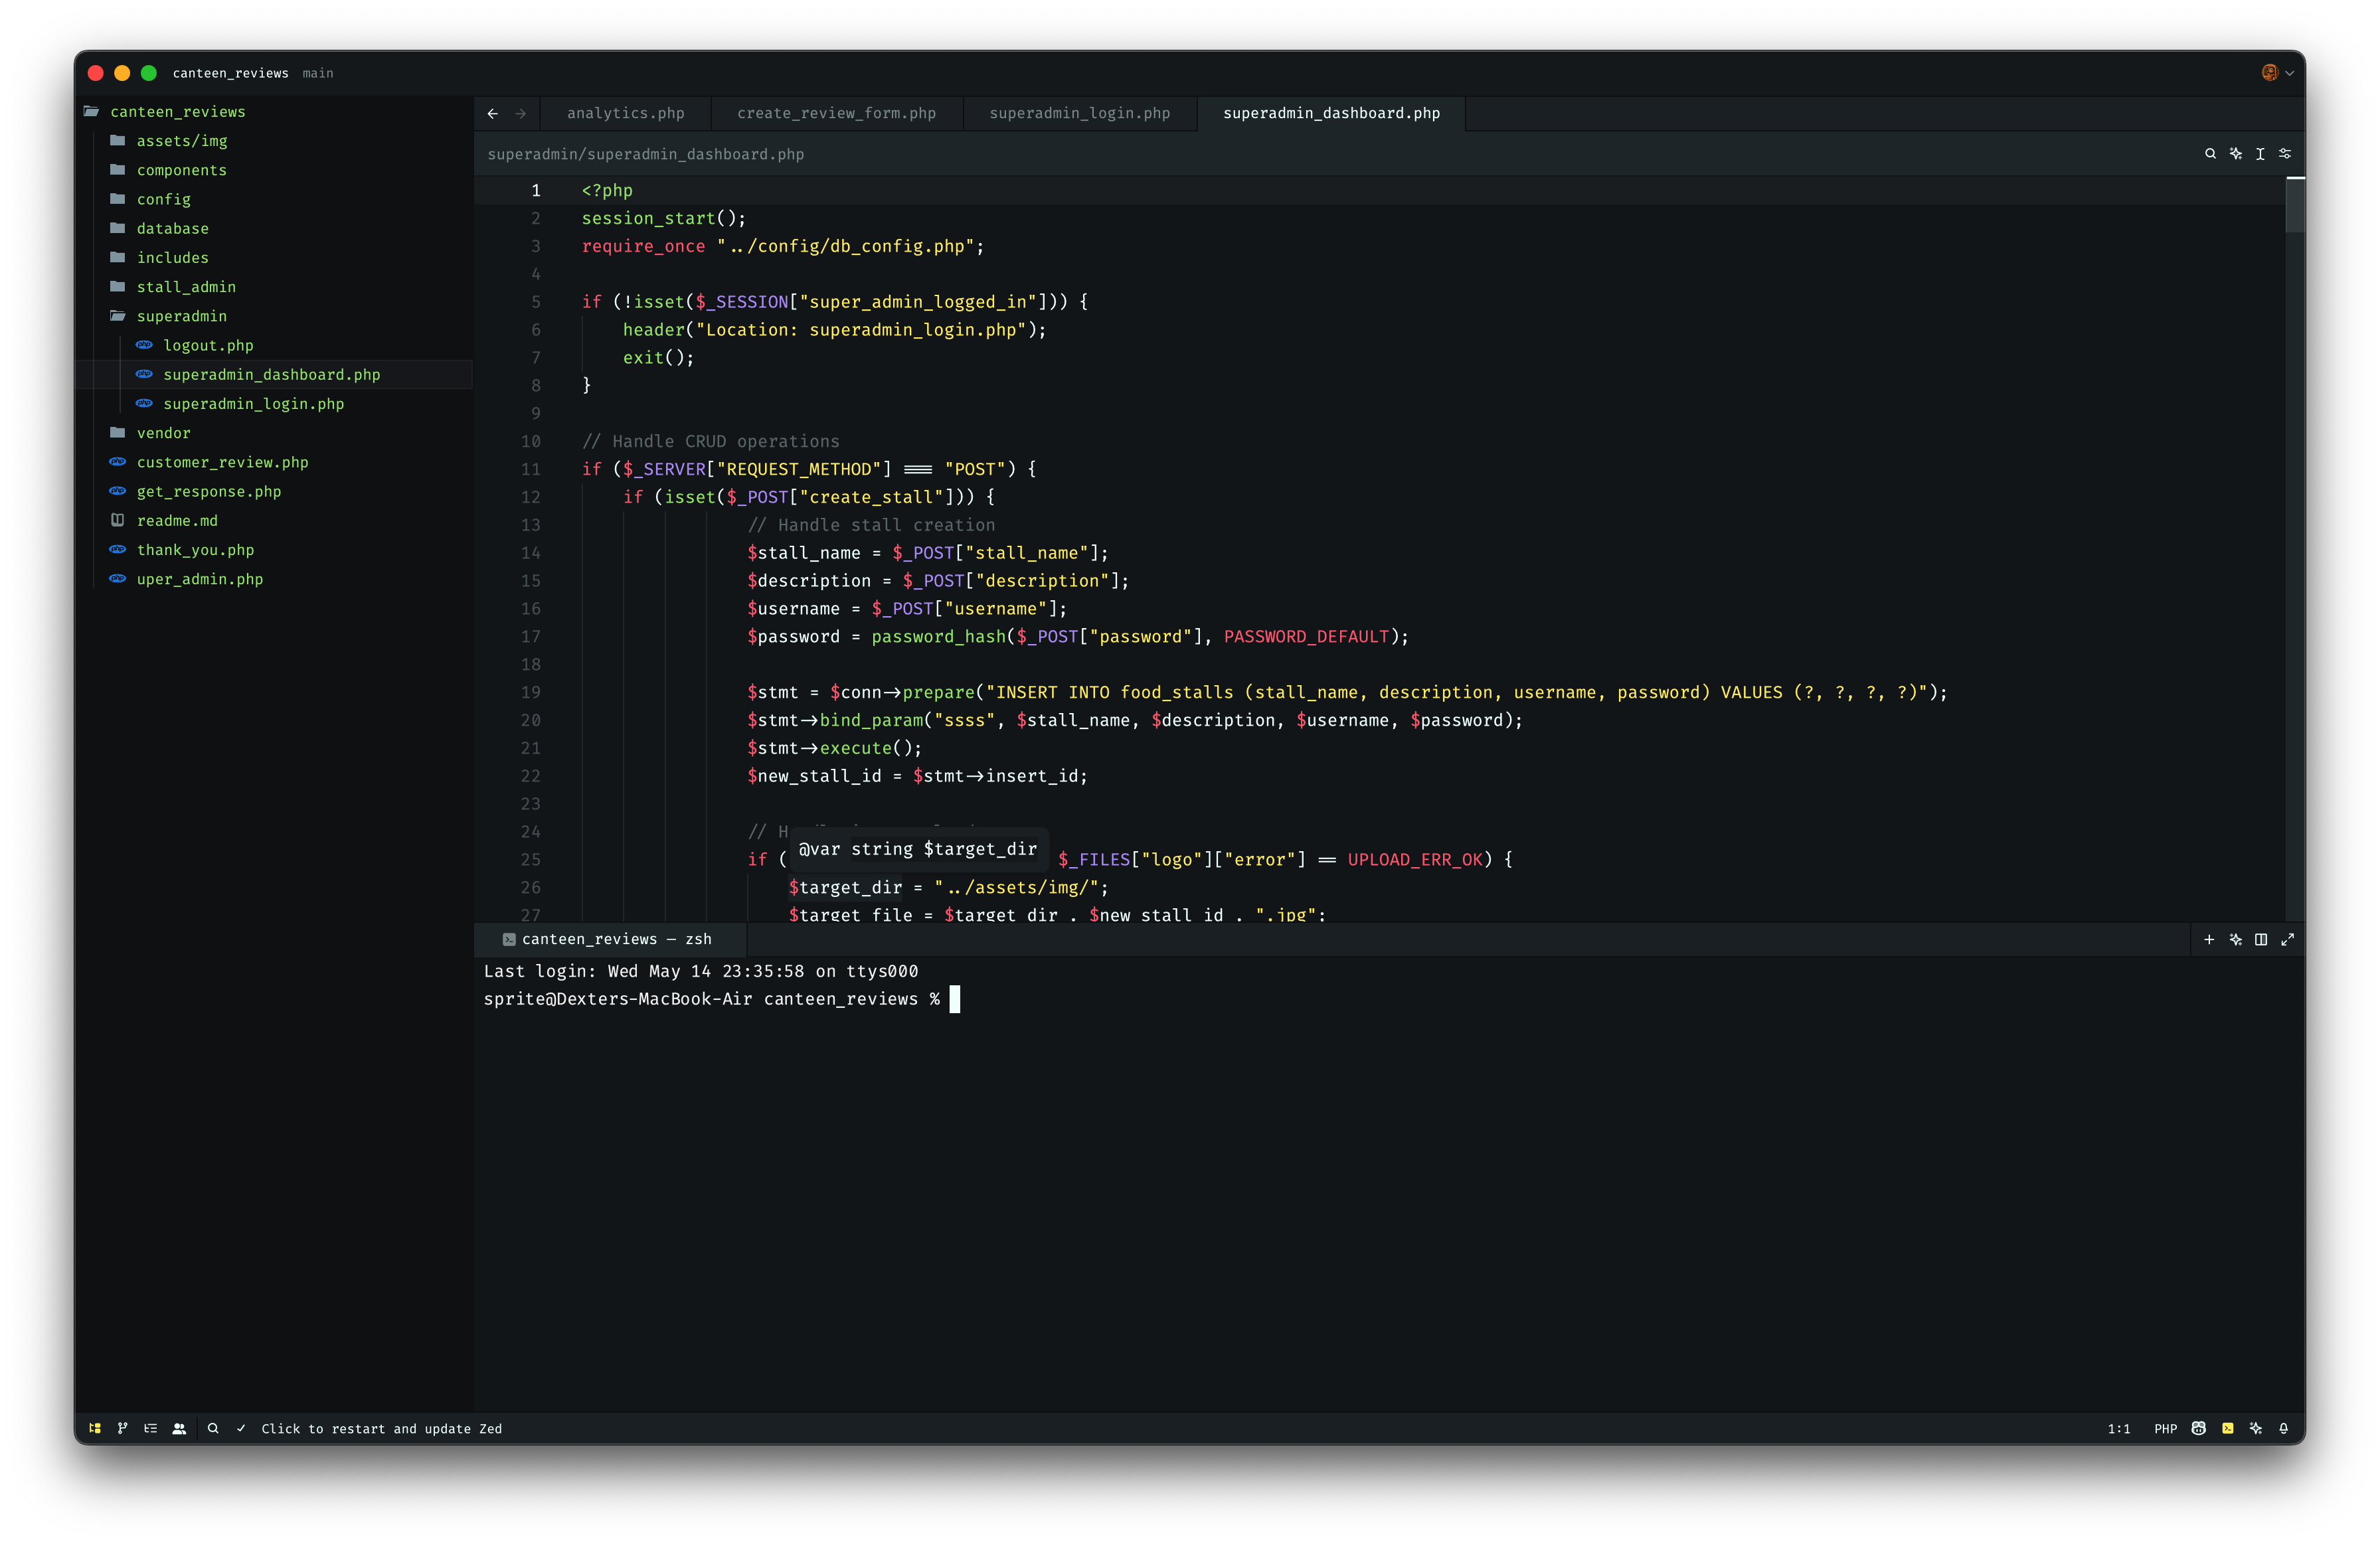 canteen_reviews main
canteen_reviews
assets/img
components
config
database
includes
stall_admin
superadmin
logout.php
superadmin_dashboard.php
superadmin_login.php
vendor
customer_review.php
get_response.php
readme.md
thank_you.php
uper_admin.php
analytics.php create_review_form.php superadmin_login.php superadmin_dashboard.php
superadmin/superadmin_dashboard.php
1 <?php
2 session_start();
3 require_once "../config/db_config.php";
4
5 if (!isset($_SESSION["super_admin_logged_in"])) {
6 header("Location: superadmin_login.php");
7 exit();
8 }
9
10 // Handle CRUD operations
11 if ($_SERVER["REQUEST_METHOD"] === "POST") {
12 if (isset($_POST["create_stall"])) {
13 // Handle stall creation
14 $stall_name = $_POST["stall_name"];
15 $description = $_POST["description"];
16 $username = $_POST["username"];
17 $password = password_hash($_POST["password"], PASSWORD_DEFAULT);
18
19 $stmt = $conn->prepare("INSERT INTO food_stalls (stall_name, description, username, password) VALUES (?, ?, ?, ?)");
20 $stmt->bind_param("ssss", $stall_name, $description, $username, $password);
21 $stmt->execute();
22 $new_stall_id = $stmt->insert_id;
23
24 // H
@var string $target_dir
25 if ( $_FILES["logo"]["error"] == UPLOAD_ERR_OK) {
26 $target_dir = "../assets/img/";
27 $target_file = $target_dir . $new_stall_id . ".jpg";
canteen_reviews — zsh
Last login: Wed May 14 23:35:58 on ttys000
sprite@Dexters-MacBook-Air canteen_reviews %
Click to restart and update Zed 1:1 PHP